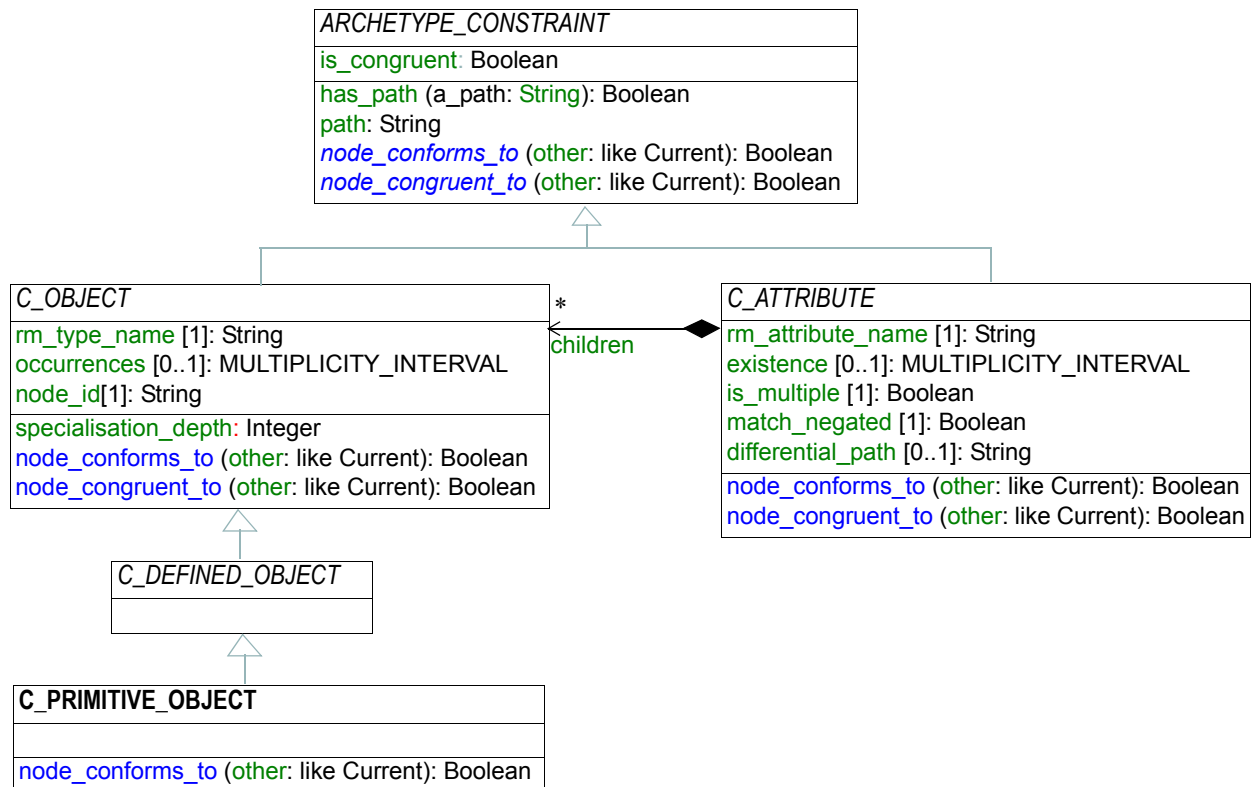 ARCHETYPE_CONSTRAINT
is_congruent: Boolean
has_path (a_path: String): Boolean
path: String
node_conforms_to (other: like Current): Boolean
node_congruent_to (other: like Current): Boolean
C_OBJECT
rm_type_name [1]: String
occurrences [0..1]: MULTIPLICITY_INTERVAL
node_id[1]: String
specialisation_depth: Integer
node_conforms_to (other: like Current): Boolean
node_congruent_to (other: like Current): Boolean
*
children
C_ATTRIBUTE
rm_attribute_name [1]: String
existence [0..1]: MULTIPLICITY_INTERVAL
is_multiple [1]: Boolean
match_negated [1]: Boolean
differential_path [0..1]: String
node_conforms_to (other: like Current): Boolean
node_congruent_to (other: like Current): Boolean
C_DEFINED_OBJECT
C_PRIMITIVE_OBJECT
node_conforms_to (other: like Current): Boolean